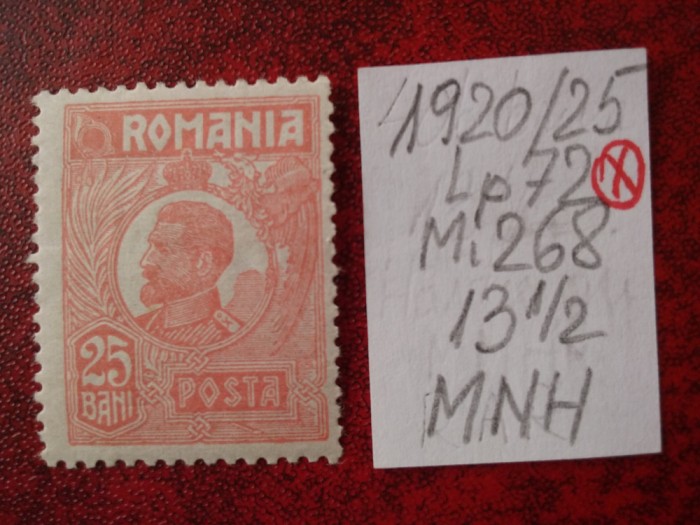 ROMANIA
25
BANI
POSTA
1920/25
Lp 72 x
Mi 268
13 1/2
MNH